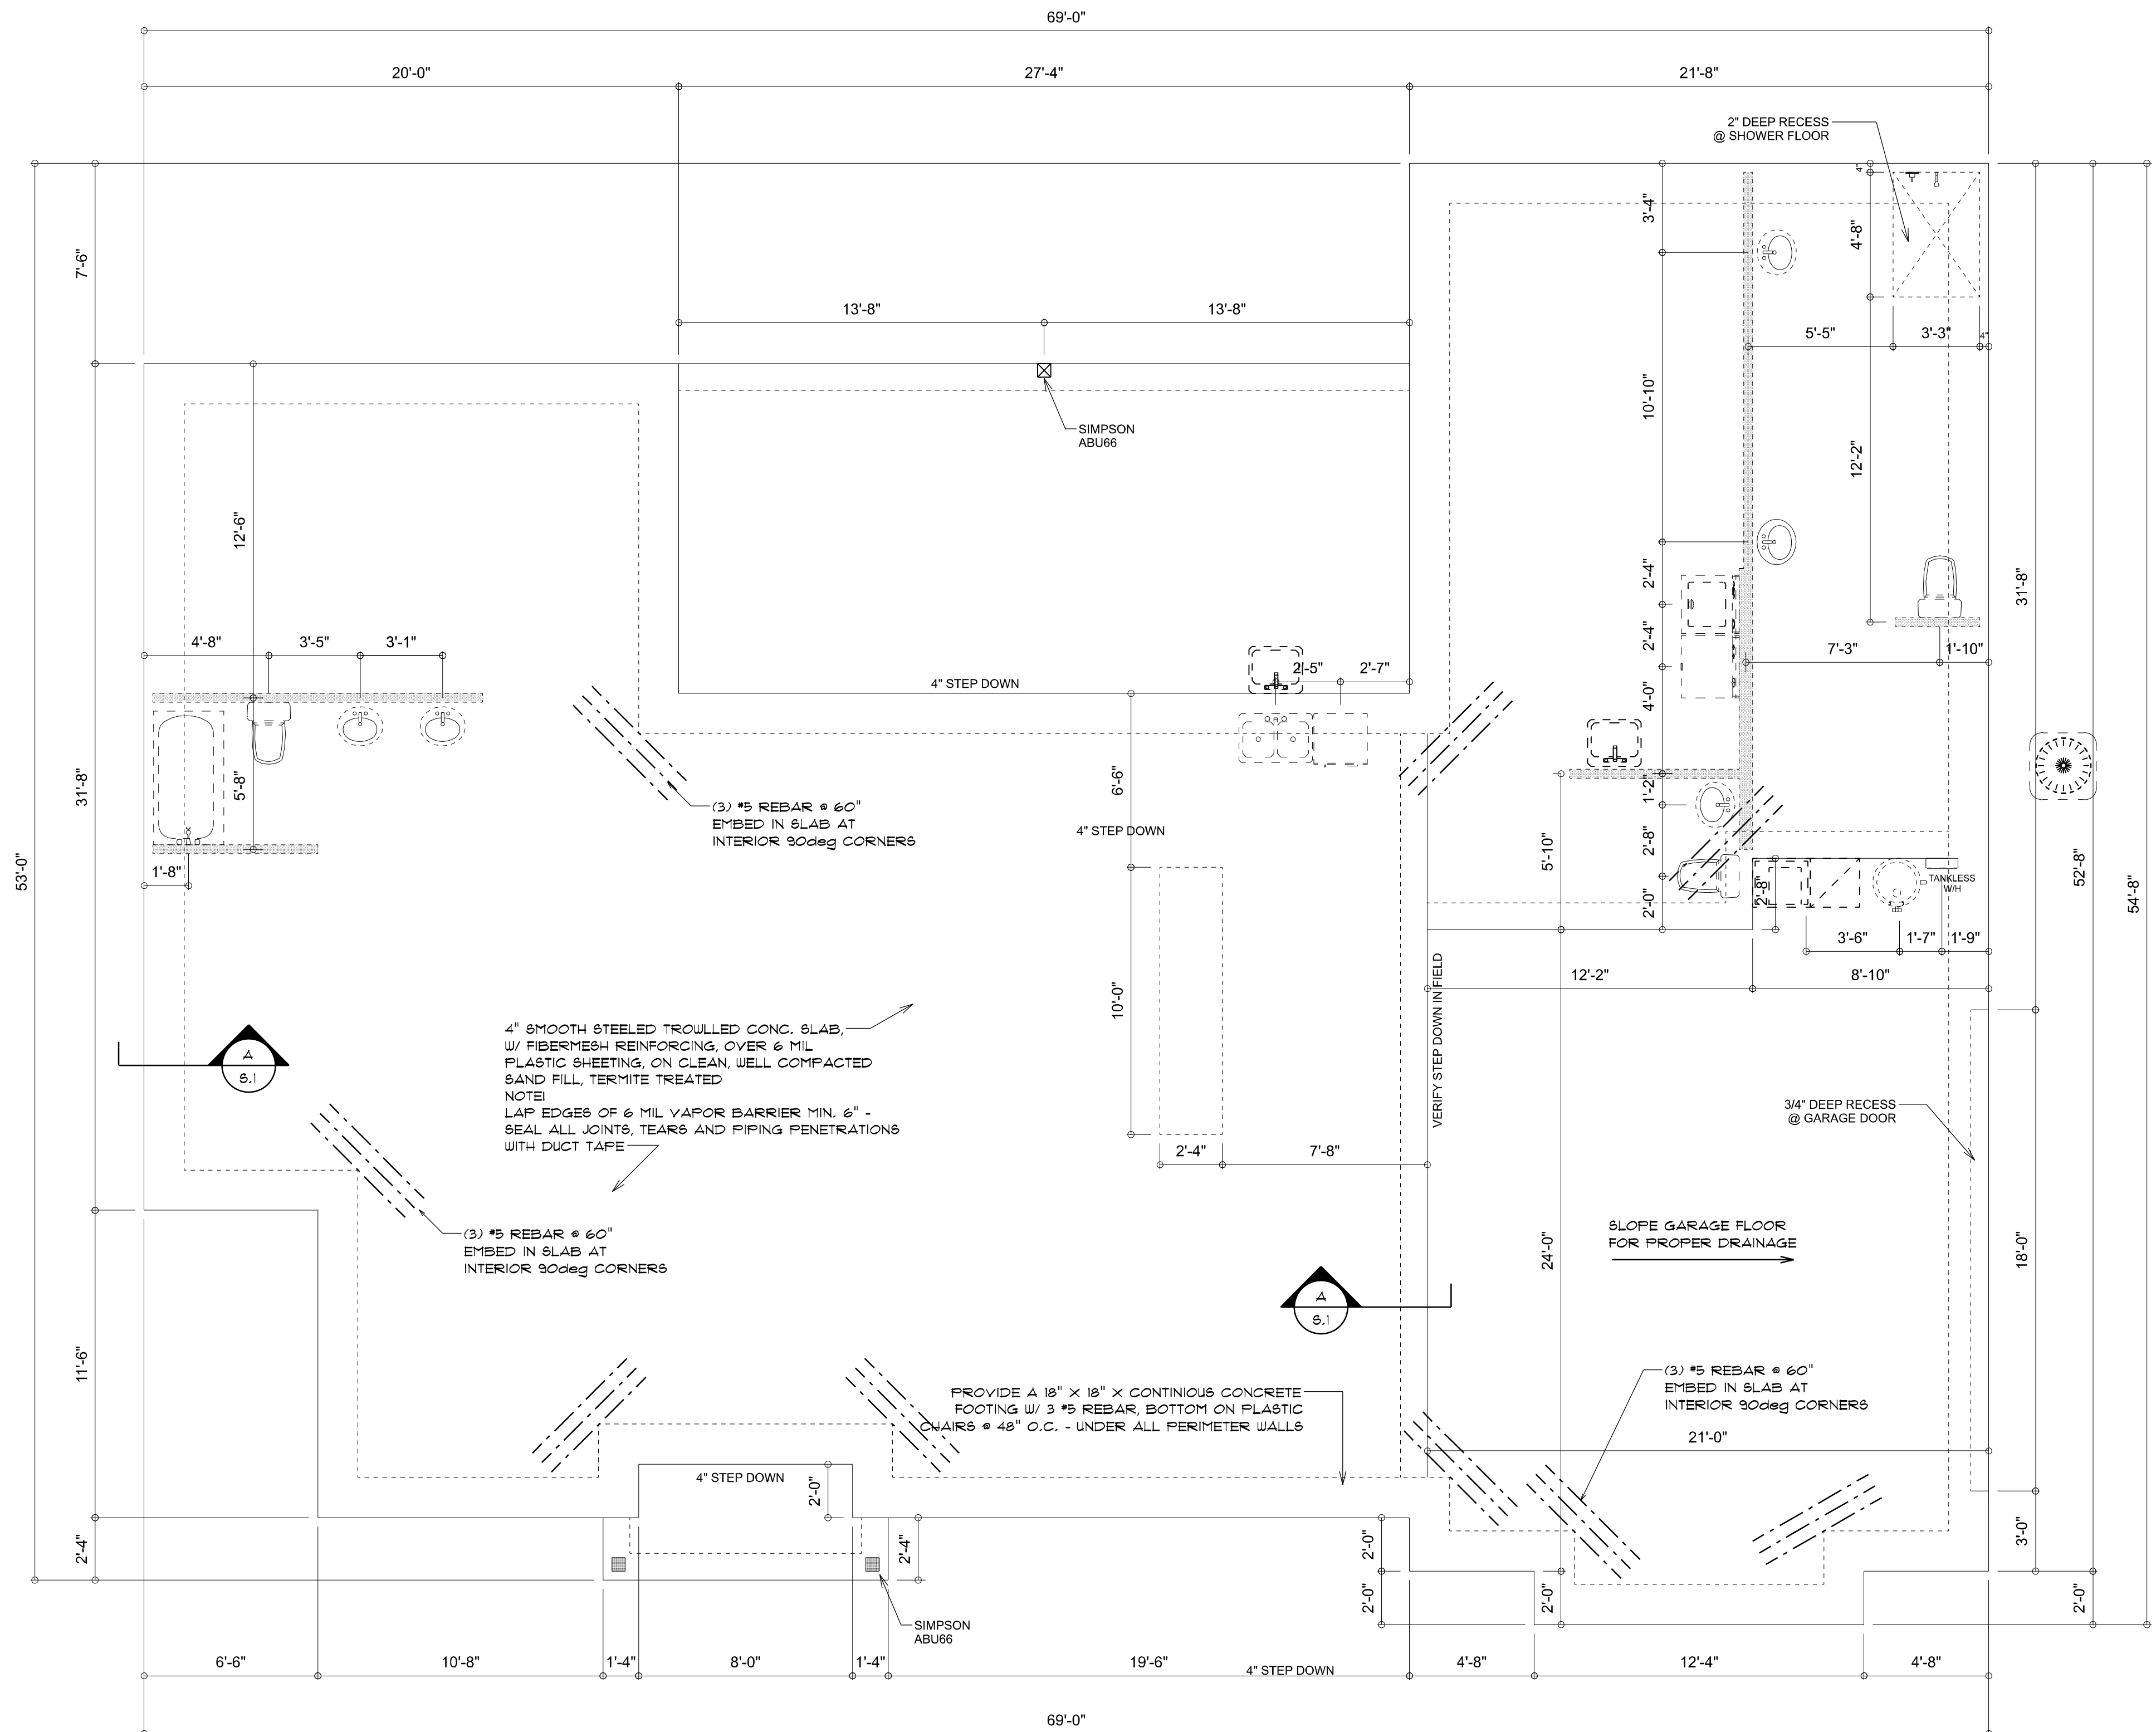 69'-0"
20'-0"
27'-4"
21'-8"
2" DEEP RECESS
@ SHOWER FLOOR
4"
3'-4"
4'-8"
7'-6"
13'-8"
13'-8"
5'-5"
3'-3"
4"
10'-10"
SIMPSON
ABU66
12'-2"
12'-6"
2'-4"
31'-8"
4'-8"
3'-5"
3'-1"
2'-4"
7'-3"
1'-10"
2'-5"
2'-7"
4" STEP DOWN
4'-0"
31'-8"
5'-8"
6'-6"
1'-2"
(3) #5 REBAR @ 60"
EMBED IN SLAB AT
INTERIOR 90deg CORNERS
4" STEP DOWN
2'-8"
5'-10"
53'-0"
52'-8"
54'-8"
1'-8"
2'-0"
2'-8"
TANKLESS
W/H
3'-6"
1'-7"
1'-9"
12'-2"
8'-10"
10'-0"
VERIFY STEP DOWN IN FIELD
4" SMOOTH STEELED TROWLLED CONC. SLAB,
W/ FIBERMESH REINFORCING, OVER 6 MIL
PLASTIC SHEETING, ON CLEAN, WELL COMPACTED
SAND FILL, TERMITE TREATED
NOTE!
LAP EDGES OF 6 MIL VAPOR BARRIER MIN. 6" -
SEAL ALL JOINTS, TEARS AND PIPING PENETRATIONS
WITH DUCT TAPE
A
S.1
3/4" DEEP RECESS
@ GARAGE DOOR
2'-4"
7'-8"
(3) #5 REBAR @ 60"
EMBED IN SLAB AT
INTERIOR 90deg CORNERS
SLOPE GARAGE FLOOR
FOR PROPER DRAINAGE
24'-0"
18'-0"
A
S.1
11'-6"
PROVIDE A 18" X 18" X CONTINIOUS CONCRETE
FOOTING W/ 3 #5 REBAR, BOTTOM ON PLASTIC
CHAIRS @ 48" O.C. - UNDER ALL PERIMETER WALLS
(3) #5 REBAR @ 60"
EMBED IN SLAB AT
INTERIOR 90deg CORNERS
21'-0"
4" STEP DOWN
2'-0"
2'-4"
2'-4"
2'-0"
3'-0"
2'-0"
2'-0"
2'-0"
SIMPSON
ABU66
6'-6"
10'-8"
1'-4"
8'-0"
1'-4"
19'-6"
4" STEP DOWN
4'-8"
12'-4"
4'-8"
69'-0"